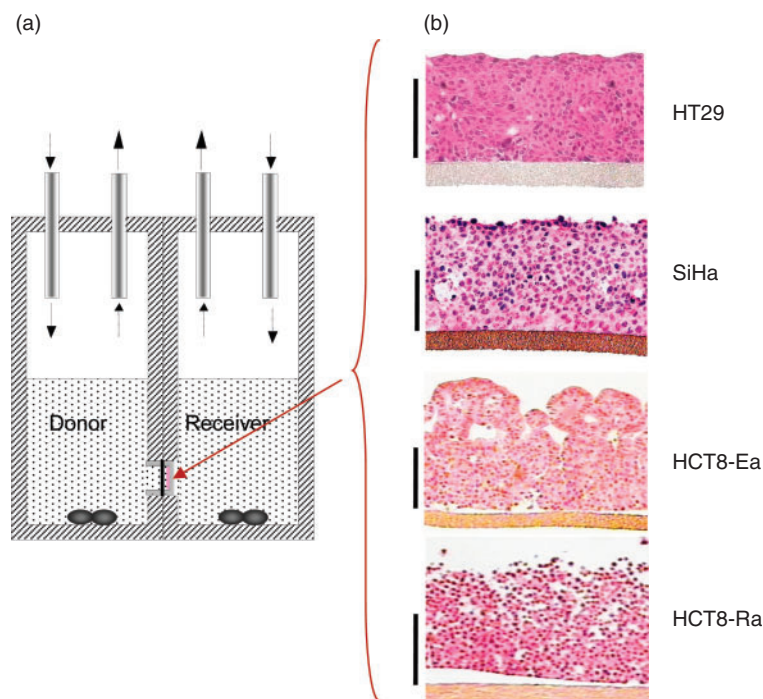 (a)
(b)
Donor
Receiver
HT29
SiHa
HCT8-Ea
HCT8-Ra